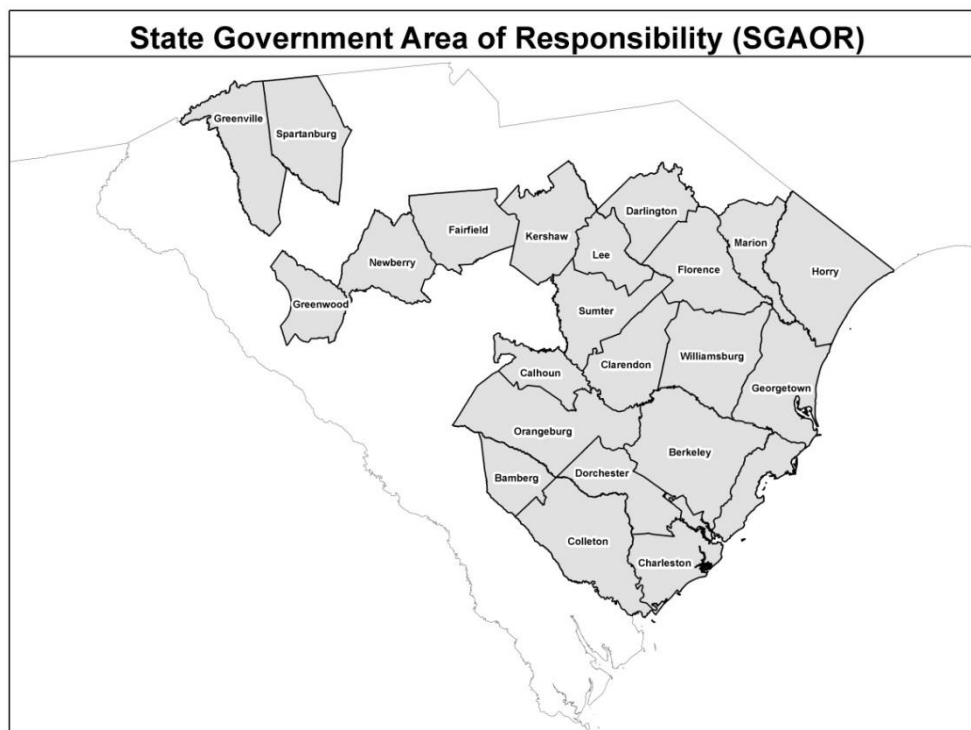 State Government Area of Responsibility (SGAOR)
Greenville
Spartanburg
Darlington
Fairfield
Kershaw
Marion
Lee
Newberry
Florence
Horry
Greenwood
Sumter
Williamsburg
Clarendon
Calhoun
Georgetown
Orangeburg
Berkeley
Bamberg
Dorchester
Colleton
Charleston